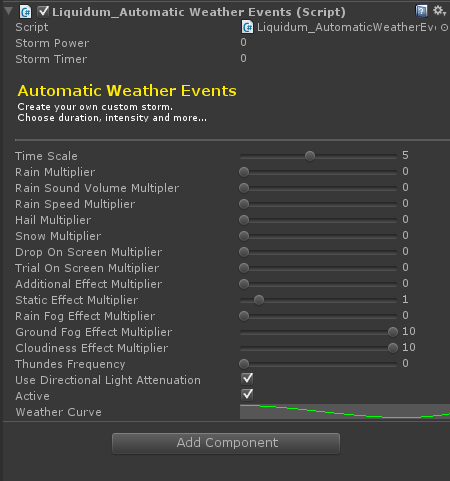 Liquidum_Automatic Weather Events (Script)
Script Liquidum_AutomaticWeatherEv
Storm Power 0
Storm Timer 0
Automatic Weather Events
Create your own custom storm.
Choose duration, intensity and more...
Time Scale 5
Rain Multiplier 0
Rain Sound Volume Multipler 0
Rain Speed Multiplier 0
Hail Multiplier 0
Snow Multiplier 0
Drop On Screen Multiplier 0
Trial On Screen Multiplier 0
Additional Effect Multiplier 0
Static Effect Multiplier 1
Rain Fog Effect Multiplier 0
Ground Fog Effect Multiplier 10
Cloudiness Effect Multiplier 10
Thundes Frequency 0
Use Directional Light Attenuation
Active
Weather Curve
Add Component